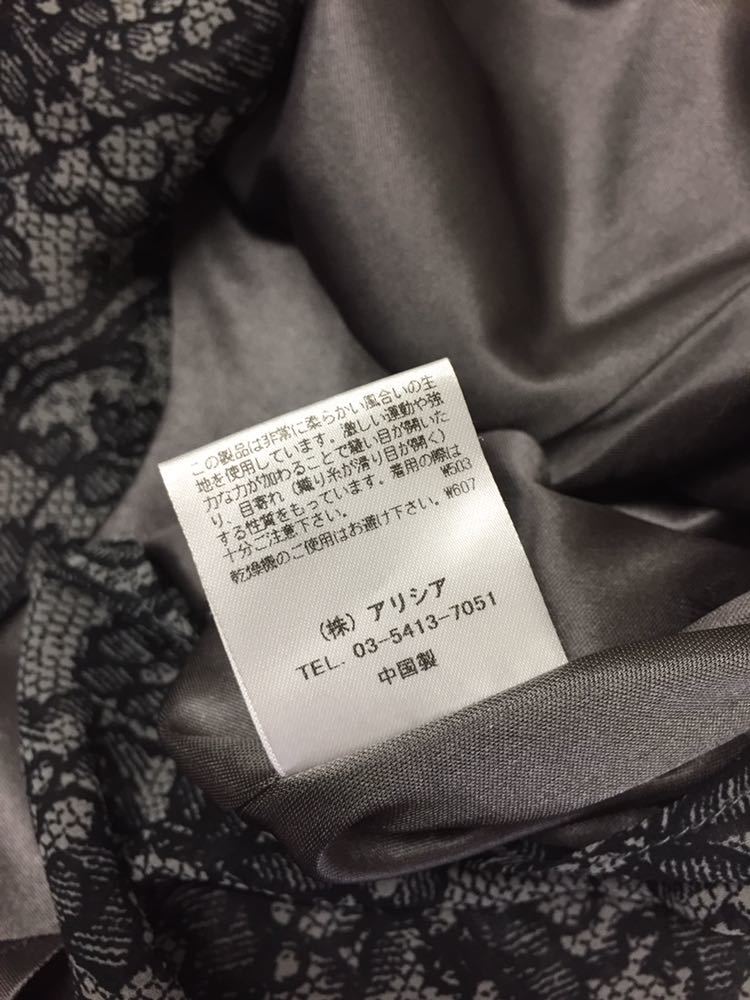 この製品は非常に柔らかい風合いの生
地を使用しています。激しい運動や強
力な力が加わることで縫い目が開いた
り、目寄れ(織り糸が滑り目が開く)
する性質をもっています。着用の際は
十分ご注意下さい。 W503
乾燥機のご使用はお避け下さい。 W607
(株)アリシア
TEL. 03-5413-7051
中国製